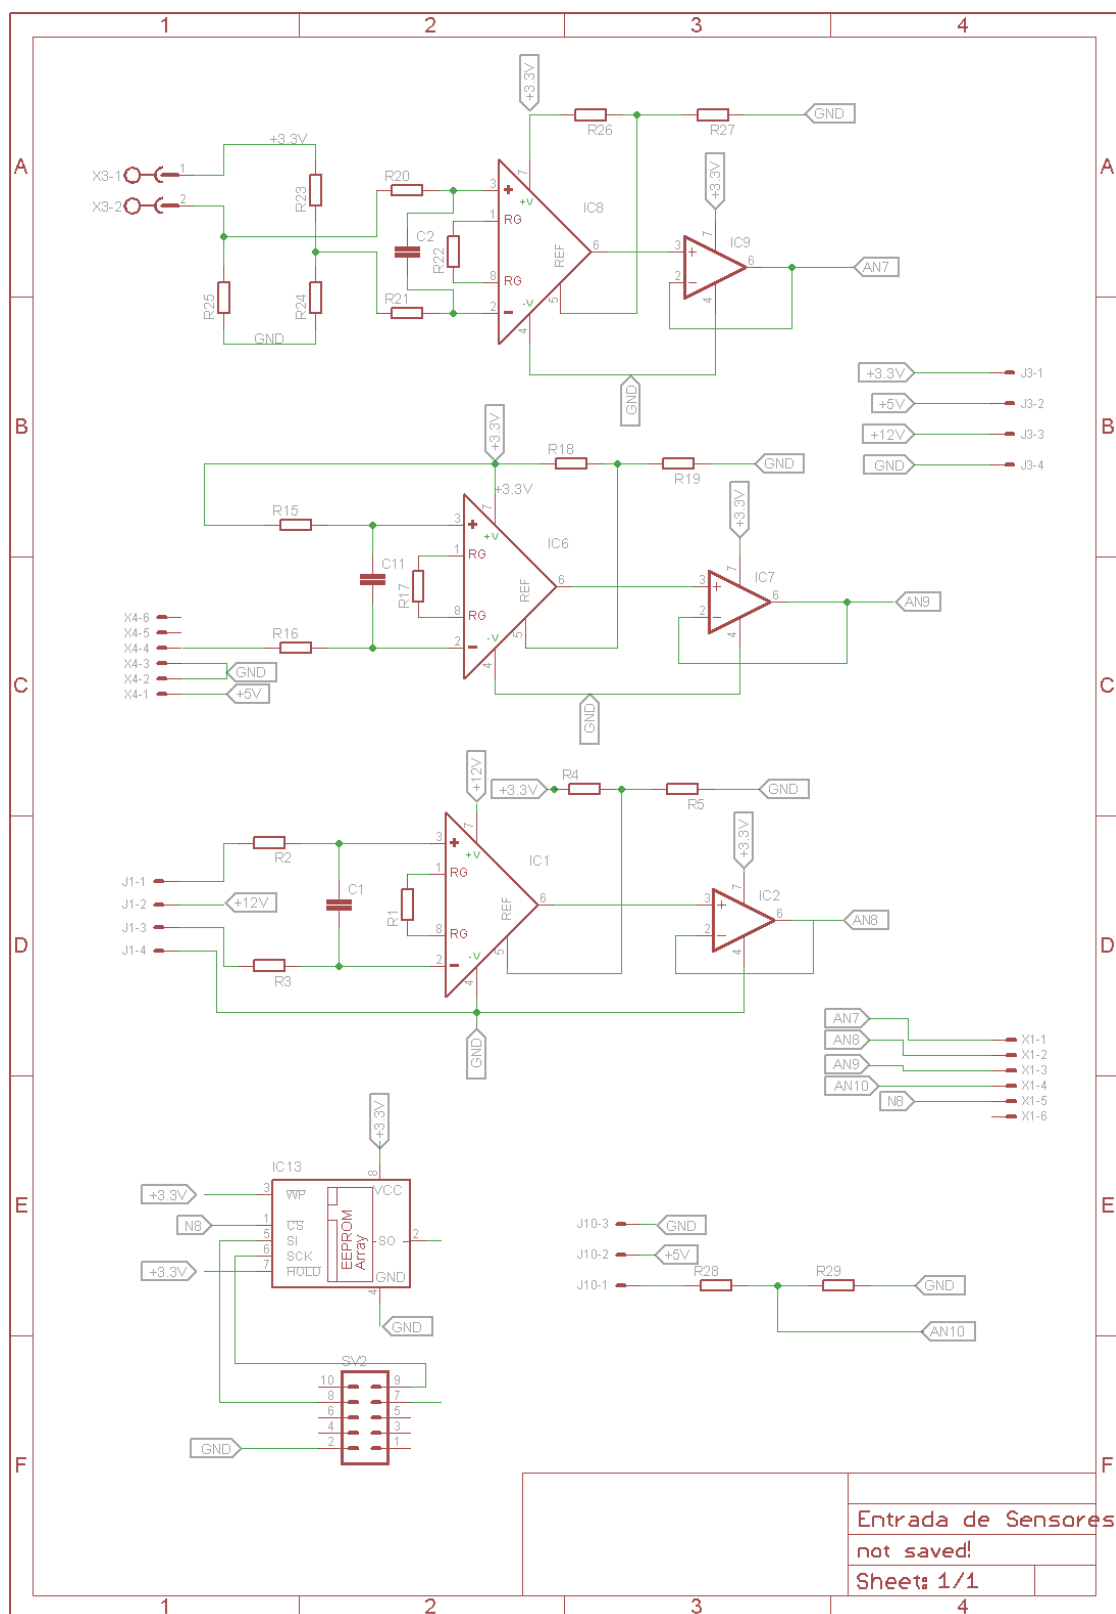 1 2 3 4
A A
B B
C C
D D
E E
F F
+3.3V
R26 R27 GND
X3-1 1 +3.3V
X3-2 2
R23
R20
3 + 7 +V IC8
1 RG
C2 R22
8 RG
REF 6
R25 R24
R21
2 - -V 4 5
+3.3V
3 + 7 IC9
2 - 4 6
AN7
GND
GND
+3.3V J3-1
+5V J3-2
+12V J3-3
GND J3-4
+3.3V
R18 R19 GND
+3.3V
R15
3 + 7 +V IC6
1 RG
C11 R17
8 RG
REF 6
+3.3V
3 + 7 IC7
2 - 4 6
AN9
X4-6
X4-5
X4-4 R16
2 - -V 4 5
X4-3
GND
X4-2
X4-1 +5V
GND
+12V
+3.3V R4 R5 GND
R2
3 + 7 +V IC1
1 RG
J1-1
C1 R1
J1-2 +12V
REF 6
J1-3
8 RG
J1-4
R3
2 - -V 4 5
+3.3V
3 + 7 IC2
2 - 4 6
AN8
GND
AN7 X1-1
AN8 X1-2
AN9 X1-3
AN10 X1-4
N8 X1-5
X1-6
+3.3V
IC13 8
+3.3V 3 WP VCC
N8 1 CS
5 SI EEPROM Array SO 2
6 SCK
+3.3V 7 HOLD GND
4
GND
J10-3 GND
J10-2 +5V
J10-1 R28 R29 GND
AN10
SV2
10 9
8 7
6 5
4 3
GND 2 1
Entrada de Sensores
not saved!
Sheet: 1/1
1 2 3 4